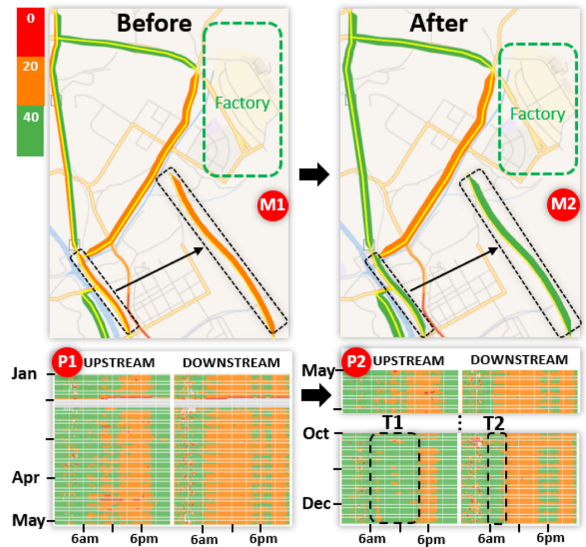 Before
After
0
20
40
Factory
Factory
M1
M2
P1
UPSTREAM
DOWNSTREAM
P2
UPSTREAM
DOWNSTREAM
Jan
Apr
May
6am
6pm
6am
6pm
May
T1
T2
Oct
Dec
6am
6pm
6am
6pm